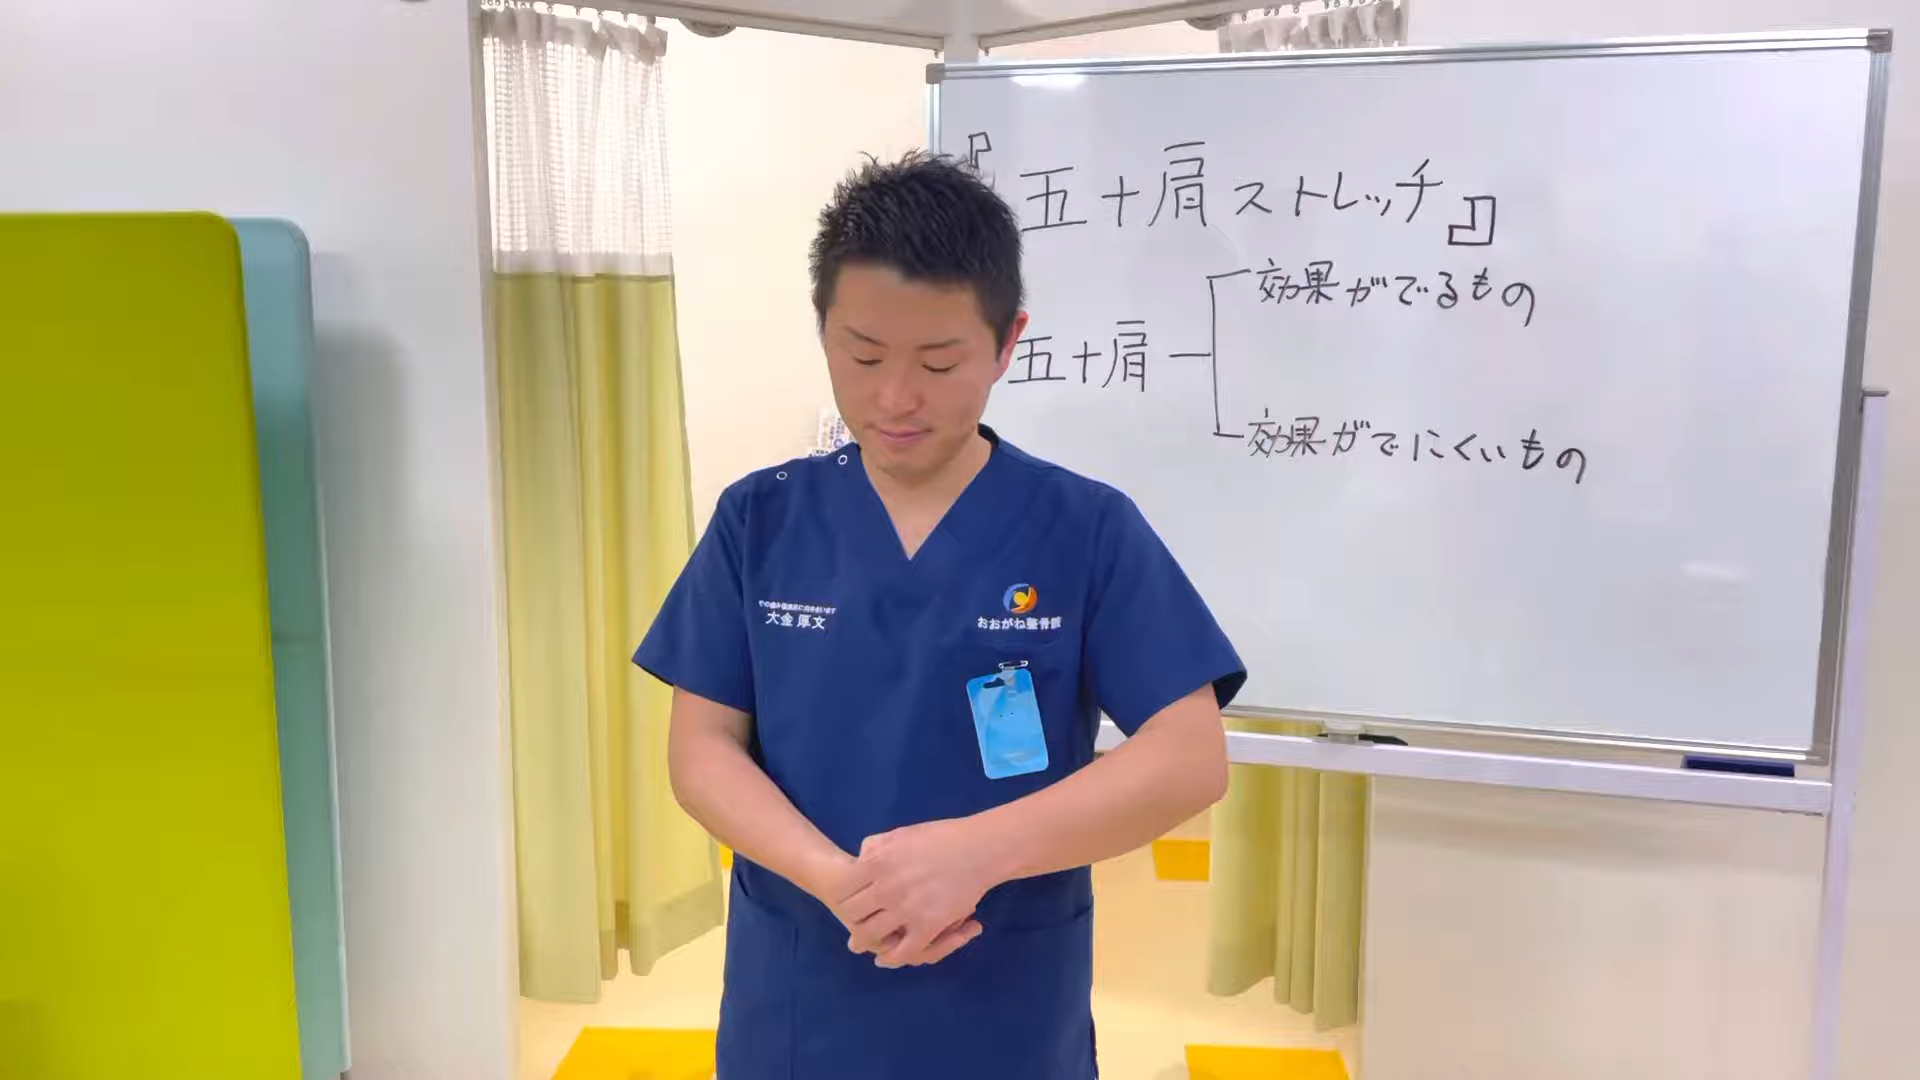 『五十肩ストレッチ』
効果がでるもの
五十肩
効果がでにくいもの
大金 厚文
おおがね整骨院